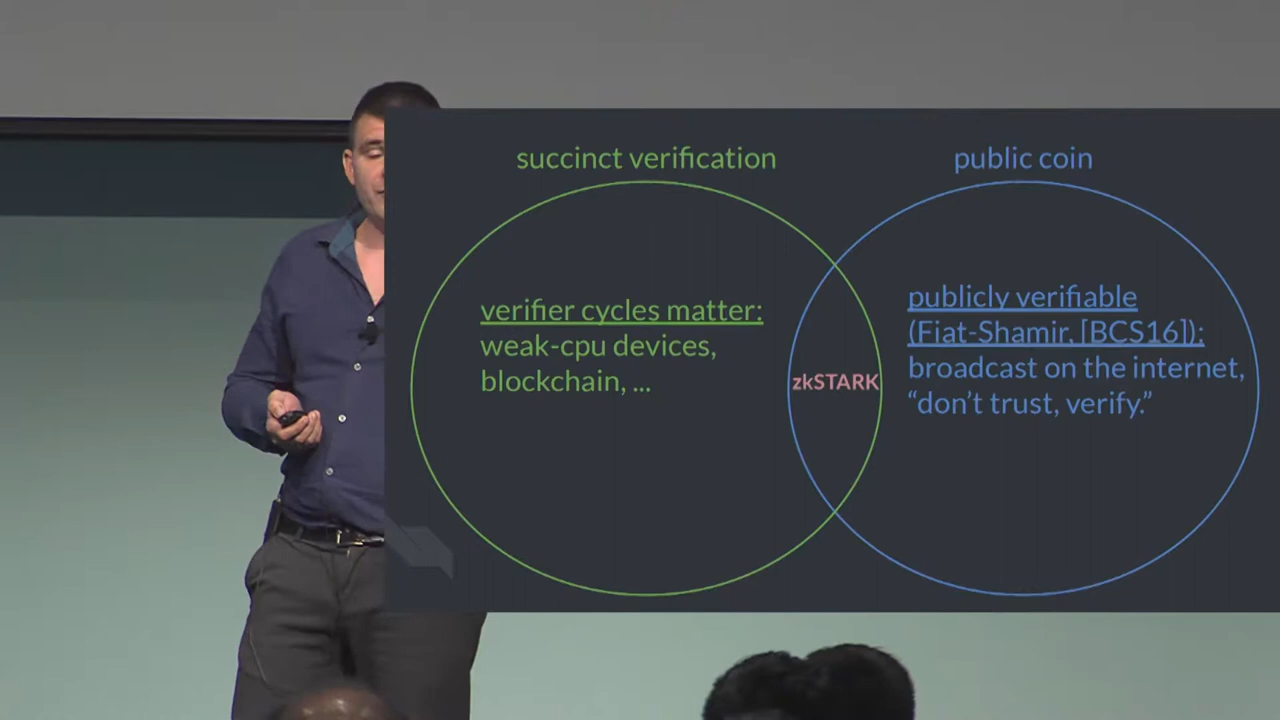 succinct verification
public coin
verifier cycles matter:
weak-cpu devices,
blockchain, ...
zkSTARK
publicly verifiable
(Fiat-Shamir, [BCS16]):
broadcast on the internet,
“don’t trust, verify.”